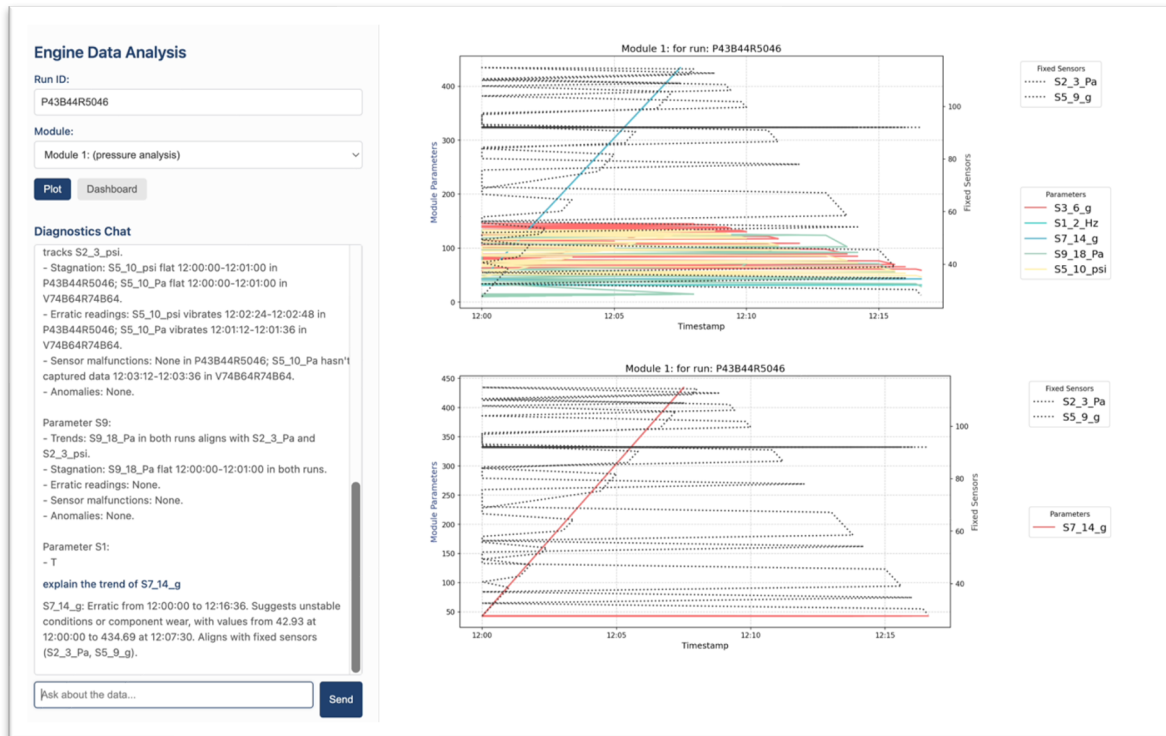 Engine Data Analysis
Run ID:
P43B44R5046
Module:
Module 1: (pressure analysis)
Plot
Dashboard
Diagnostics Chat
tracks S2_3_psi.
- Stagnation: S5_10_psi flat 12:00:00-12:01:00 in
P43B44R5046; S5_10_Pa flat 12:00:00-12:01:00 in
V74B64R74B64.
- Erratic readings: S5_10_psi vibrates 12:02:24-12:02:48 in
P43B44R5046; S5_10_Pa vibrates 12:01:12-12:01:36 in
V74B64R74B64.
- Sensor malfunctions: None in P43B44R5046; S5_10_Pa hasn't
captured data 12:03:12-12:03:36 in V74B64R74B64.
- Anomalies: None.
Parameter S9:
- Trends: S9_18_Pa in both runs aligns with S2_3_Pa and
S2_3_psi.
- Stagnation: S9_18_Pa flat 12:00:00-12:01:00 in both runs.
- Erratic readings: None.
- Sensor malfunctions: None.
- Anomalies: None.
Parameter S1:
- T
explain the trend of S7_14_g
S7_14_g: Erratic from 12:00:00 to 12:16:36. Suggests unstable
conditions or component wear, with values from 42.93 at
12:00:00 to 434.69 at 12:07:30. Aligns with fixed sensors
(S2_3_Pa, S5_9_g).
Ask about the data...
Send
Module 1: for run: P43B44R5046
Module Parameters
400
300
200
100
0
12:00
12:05
12:10
12:15
Timestamp
100
80
60
40
Fixed Sensors
Fixed Sensors
S2_3_Pa
S5_9_g
Parameters
S3_6_g
S1_2_Hz
S7_14_g
S9_18_Pa
S5_10_psi
Module 1: for run: P43B44R5046
Module Parameters
450
400
350
300
250
200
150
100
50
12:00
12:05
12:10
12:15
Timestamp
100
80
60
40
Fixed Sensors
Fixed Sensors
S2_3_Pa
S5_9_g
Parameters
S7_14_g